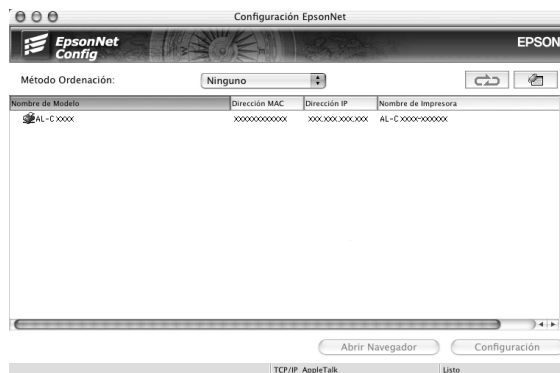 Configuración EpsonNet
EpsonNet
Config
EPSON
Método Ordenación: Ninguno
Nombre de Modelo Dirección MAC Dirección IP Nombre de Impresora
AL-C xxxx xxxxxxxxxxxx xxx.xxx.xxx.xxx AL-C xxxx-xxxxxx
Abrir Navegador Configuración
TCP/IP AppleTalk Listo